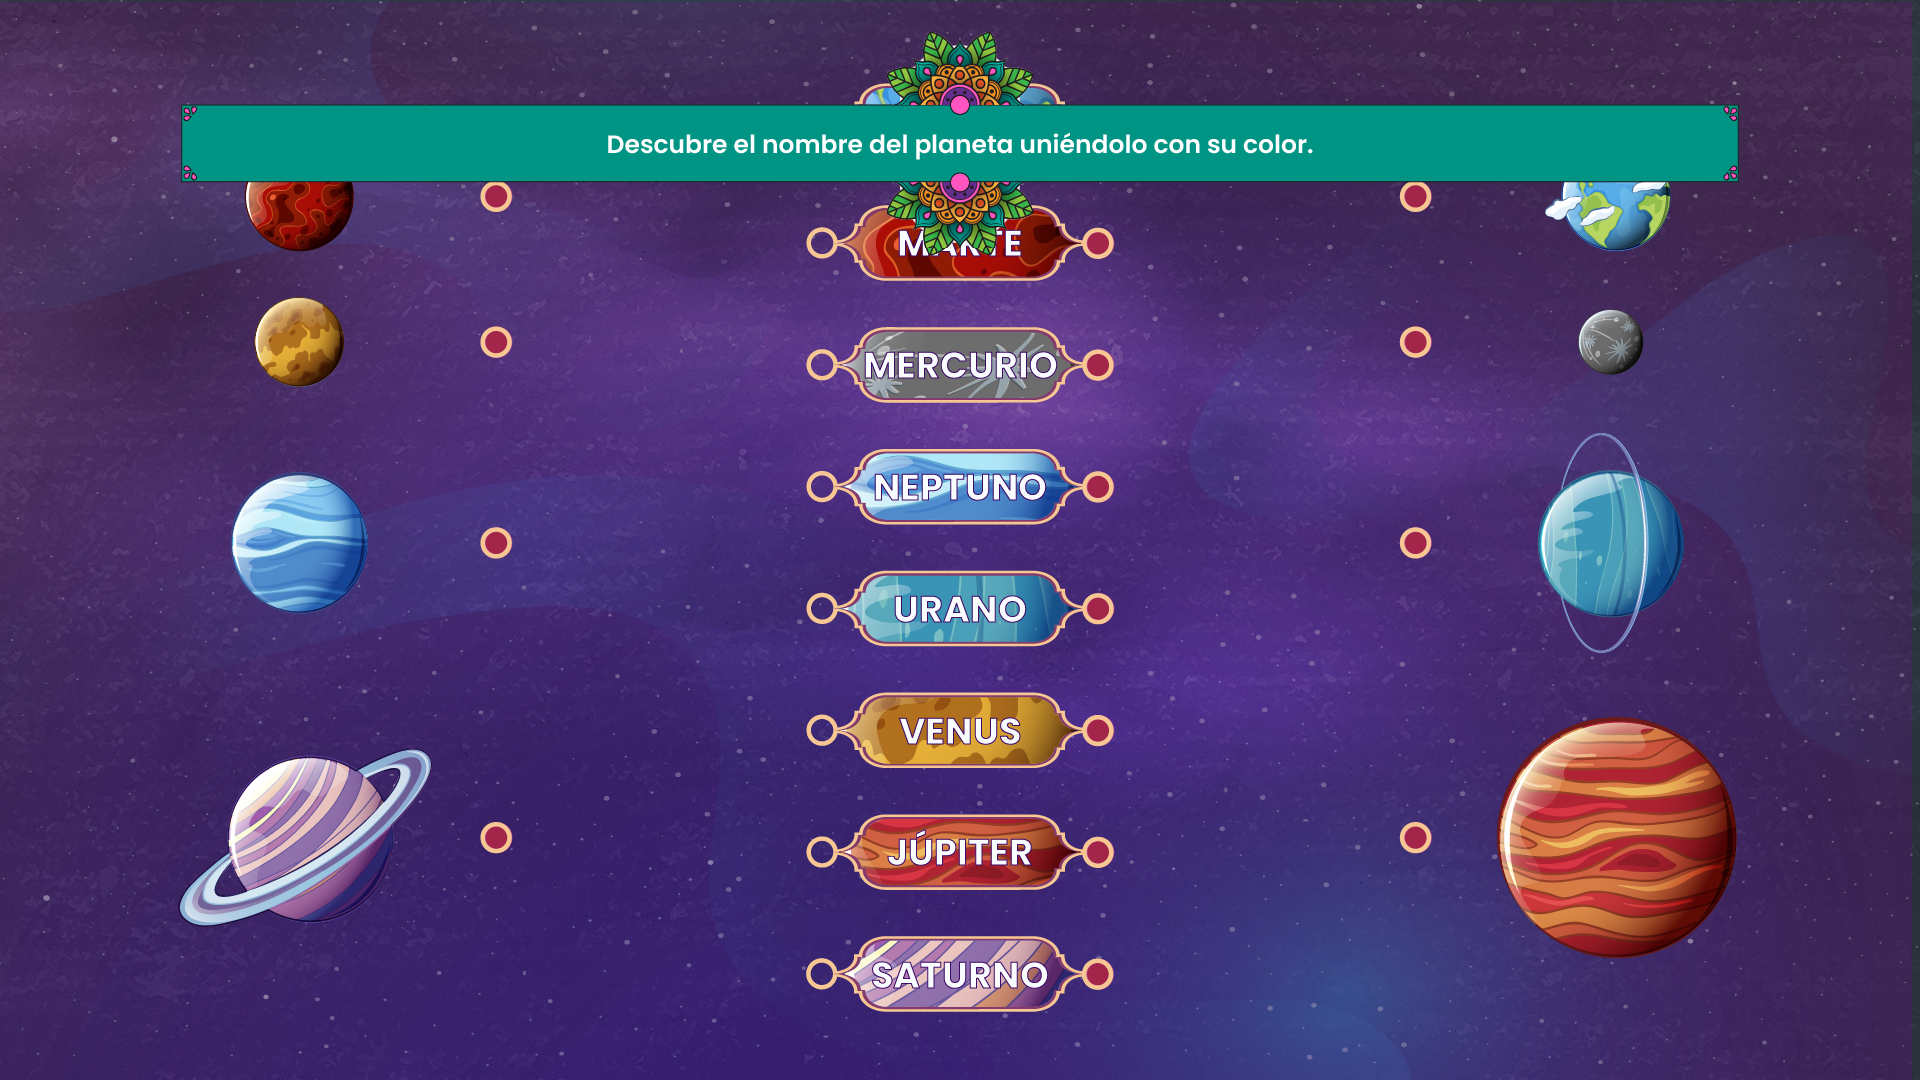 Descubre el nombre del planeta uniéndolo con su color.
MARTE
MERCURIO
NEPTUNO
URANO
VENUS
JÚPITER
SATURNO